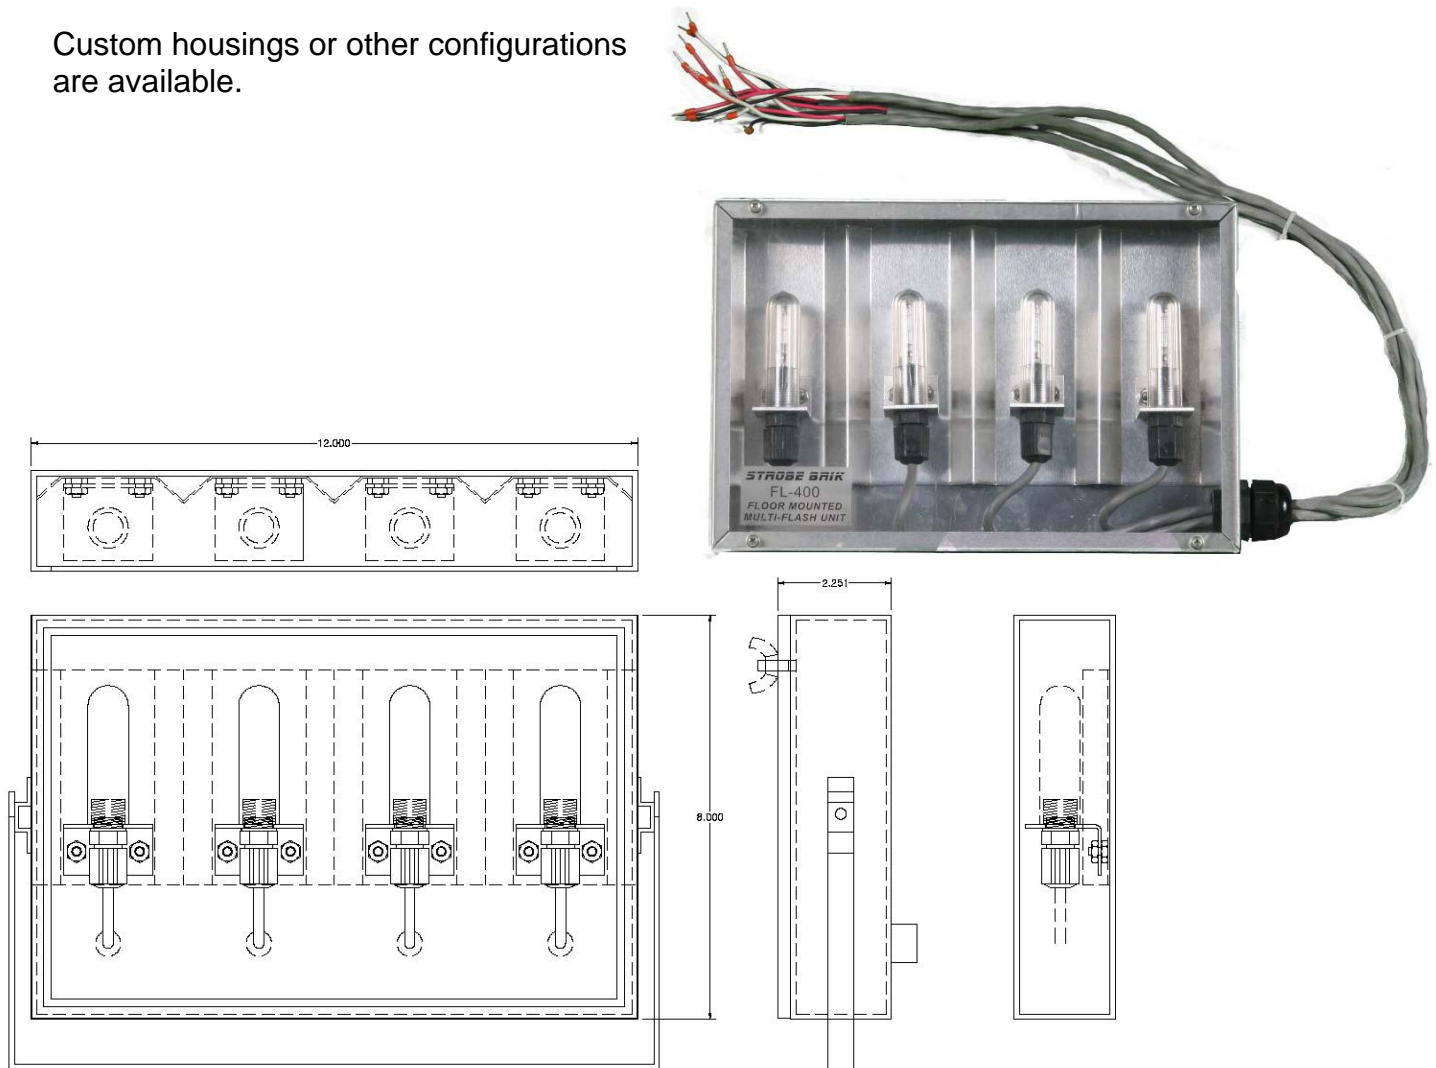 Custom housings or other configurations
are available.
STROBE BRIK
FL-400
FLOOR MOUNTED
MULTI-FLASH UNIT
12.000
2.251
8.000